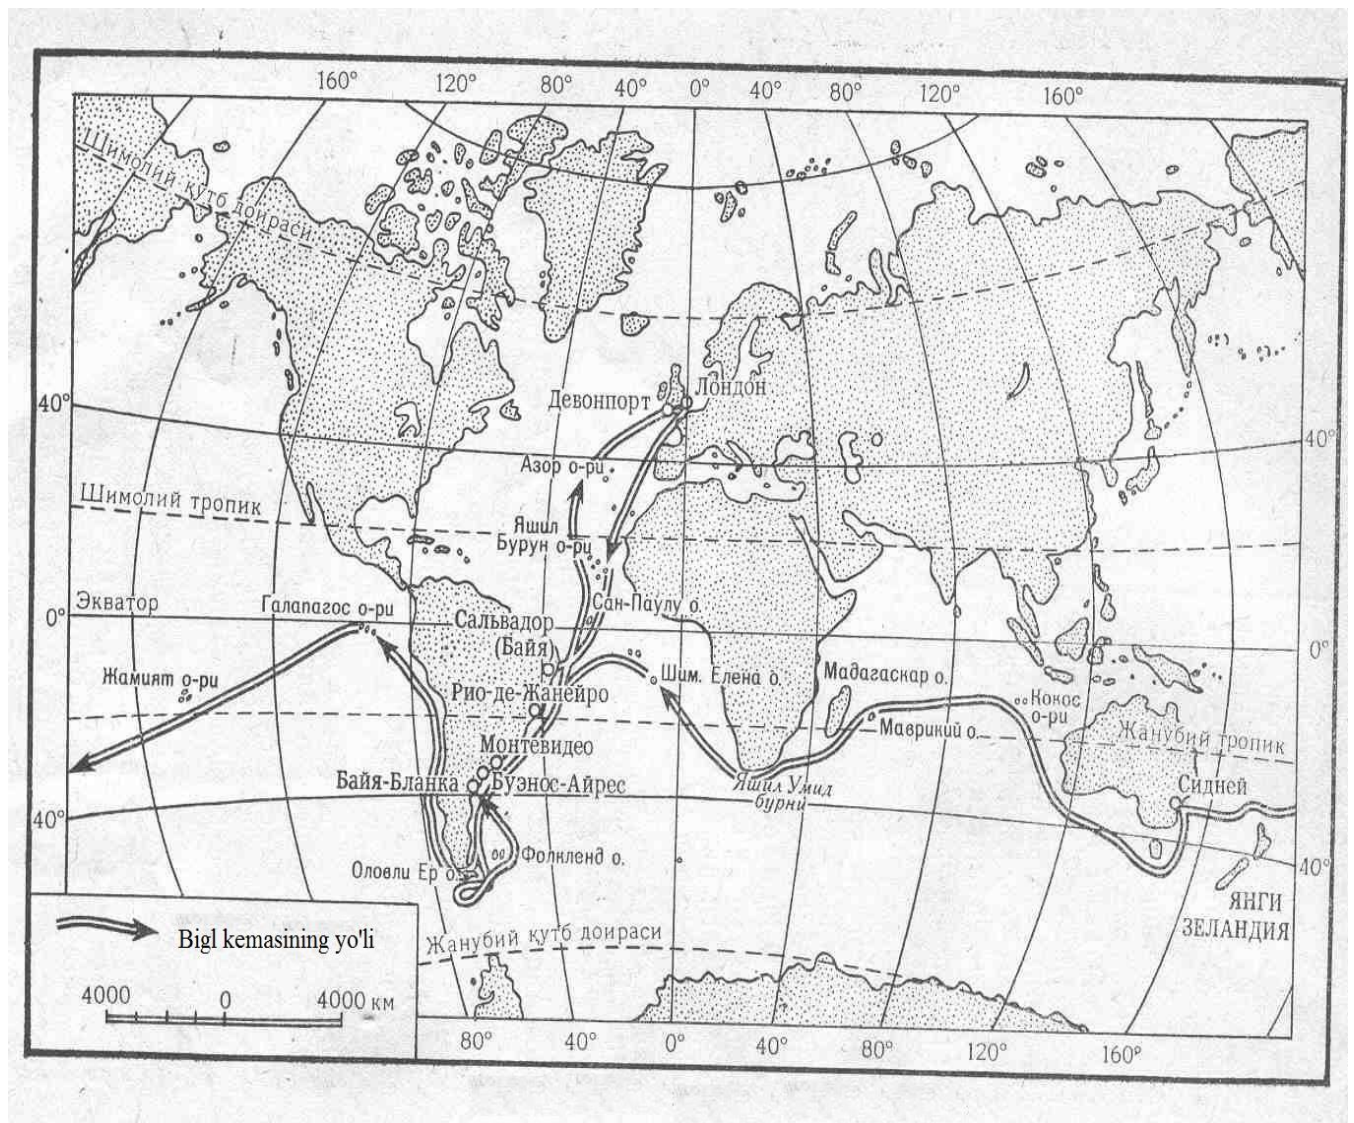 160° 120° 80° 40° 0° 40° 80° 120° 160°
Шимолий қутб доираси
Лондон
Девонпорт
40°
40°
Азор о-ри
Шимолий тропик
Яшил
Бурун о-ри
Экватор
0°
Галапагос о-ри
Сан-Паулу о.
Сальвадор
(Байя)
0°
Жамият о-ри
Шим. Елена о.
Мадагаскар о.
Рио-де-Жанейро
Кокос
о-ри
Маврикий о.
Жанубий тропик
Монтевидео
Байя-Бланка
Буэнос-Айрес
Яшил Умид
бурни
Сидней
40°
Фолкленд о.
Оловли Ер о.
40°
ЯНГИ
ЗЕЛАНДИЯ
Жанубий қутб доираси
Bigl kemasining yo'li
4000 0 4000 км
80° 40° 0° 40° 80° 120° 160°